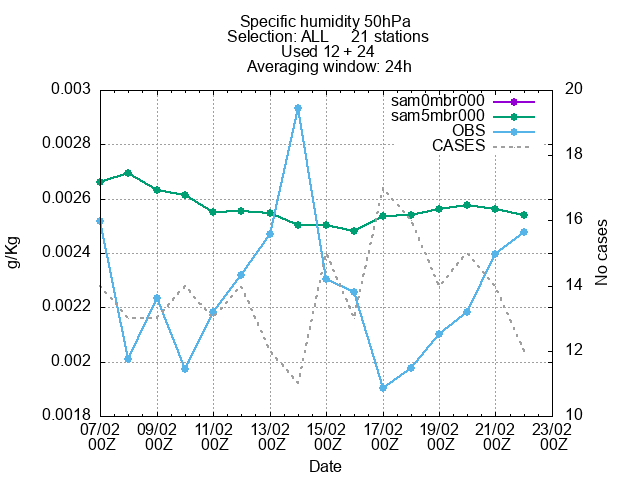 Specific humidity 50hPa
Selection: ALL 21 stations
Used 12 + 24
Averaging window: 24h
sam0mbr000
sam5mbr000
OBS
CASES
0.003
0.0028
0.0026
0.0024
0.0022
0.002
0.0018
g/Kg
20
18
16
14
12
10
No cases
07/02 09/02 11/02 13/02 15/02 17/02 19/02 21/02 23/02
00Z 00Z 00Z 00Z 00Z 00Z 00Z 00Z 00Z
Date